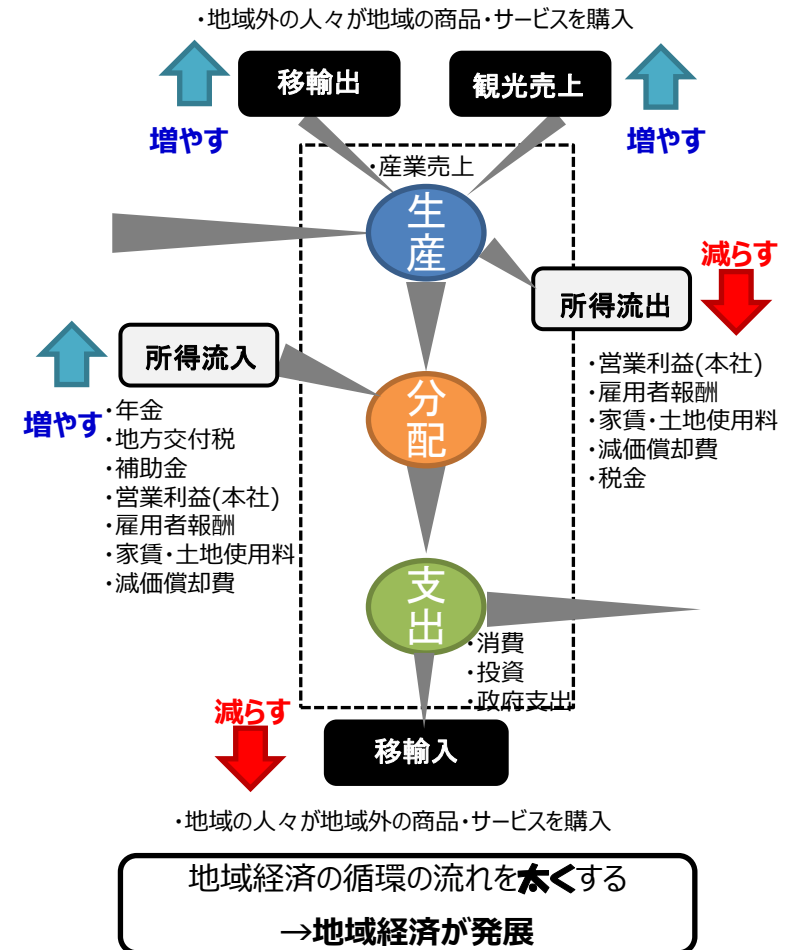 ・地域外の人々が地域の商品・サービスを購入
移輸出
観光売上
増やす
増やす
・産業売上
生産
減らす
所得流出
・営業利益(本社)
・雇用者報酬
・家賃・土地使用料
・減価償却費
・税金
所得流入
増やす
・年金
・地方交付税
・補助金
・営業利益(本社)
・雇用者報酬
・家賃・土地使用料
・減価償却費
分配
支出
・消費
・投資
・政府支出
減らす
移輸入
・地域の人々が地域外の商品・サービスを購入
地域経済の循環の流れを太くする
→地域経済が発展